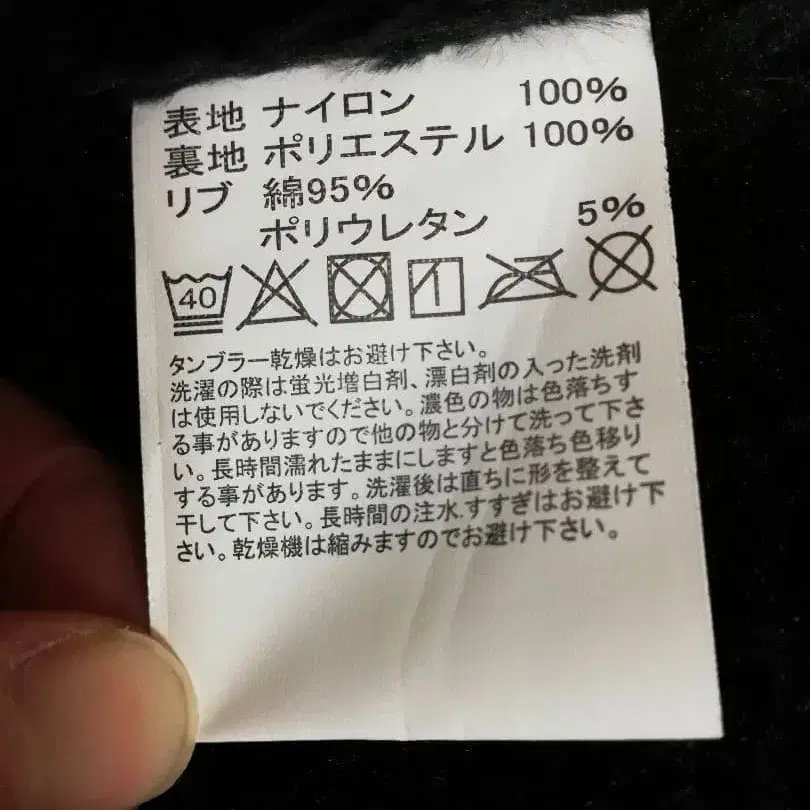 表地 ナイロン 100%
裏地 ポリエステル 100%
リブ 綿95%
ポリウレタン 5%
40
タンブラー乾燥はお避け下さい。
洗濯の際は蛍光増白剤、漂白剤の入った洗剤
は使用しないでください。濃色の物は色落ちす
る事がありますので他の物と分けて洗って下さ
い。長時間濡れたままにしますと色落ち色移り
する事があります。洗濯後は直ちに形を整えて
干して下さい。長時間の注水.すすぎはお避け下
さい。乾燥機は縮みますのでお避け下さい。